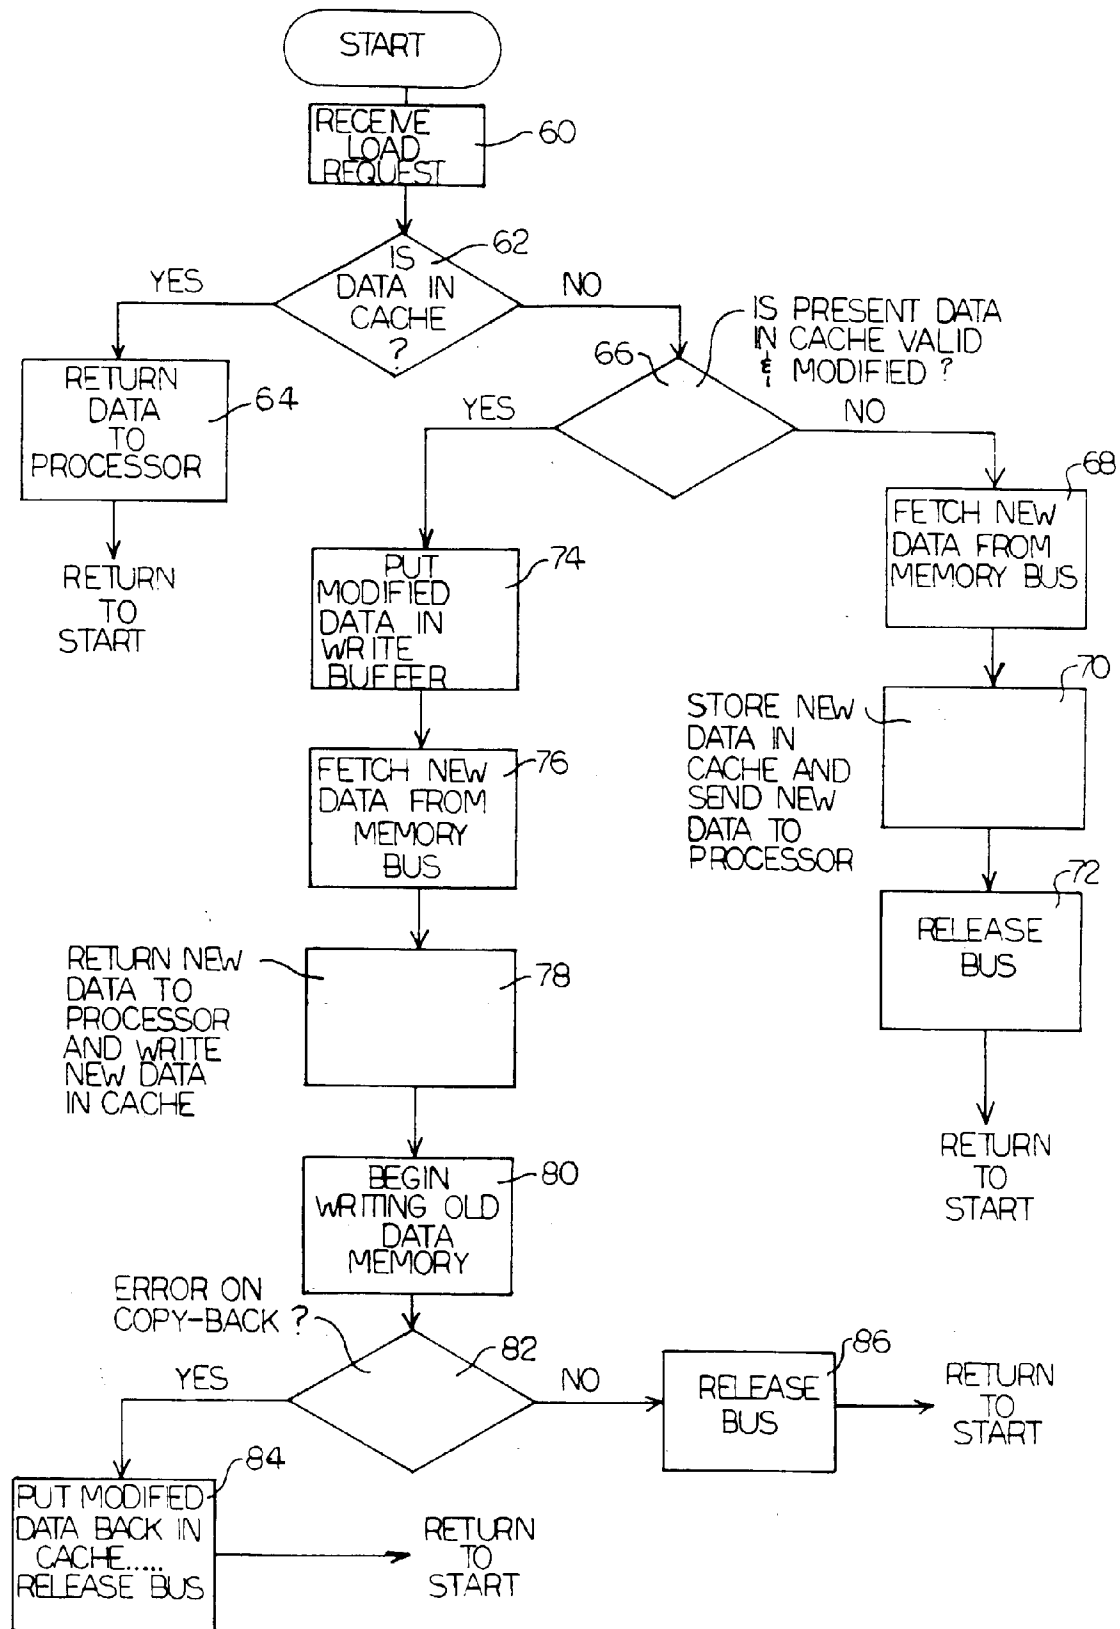 START
RECEIVE
LOAD
REQUEST
60
62
IS
DATA IN
CACHE
?
YES
NO
RETURN
DATA
TO
PROCESSOR
64
RETURN
TO
START
66
IS PRESENT DATA
IN CACHE VALID
& MODIFIED ?
YES
NO
68
FETCH NEW
DATA FROM
MEMORY BUS
70
STORE NEW
DATA IN
CACHE AND
SEND NEW
DATA TO
PROCESSOR
72
RELEASE
BUS
RETURN
TO
START
PUT
MODIFIED
DATA IN
WRITE
BUFFER
74
FETCH NEW
DATA FROM
MEMORY
BUS
76
RETURN NEW
DATA TO
PROCESSOR
AND WRITE
NEW DATA
IN CACHE
78
BEGIN
WRITING OLD
DATA
MEMORY
80
ERROR ON
COPY-BACK ?
82
YES
NO
86
RELEASE
BUS
RETURN
TO
START
84
PUT MODIFIED
DATA BACK IN
CACHE.....
RELEASE BUS
RETURN
TO
START